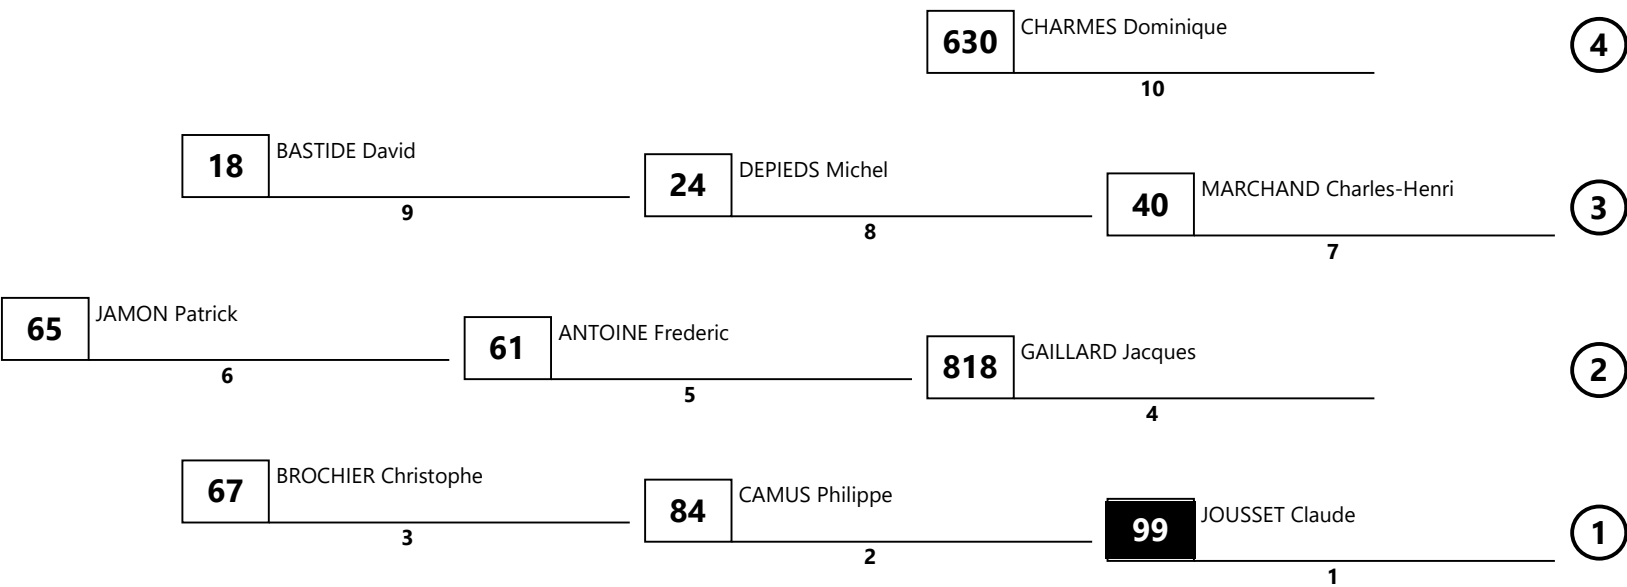 630 CHARMES Dominique 4
10
18 BASTIDE David 24 DEPIEDS Michel 40 MARCHAND Charles-Henri 3
9 8 7
65 JAMON Patrick 61 ANTOINE Frederic 818 GAILLARD Jacques 2
6 5 4
67 BROCHIER Christophe 84 CAMUS Philippe 99 JOUSSET Claude 1
3 2 1